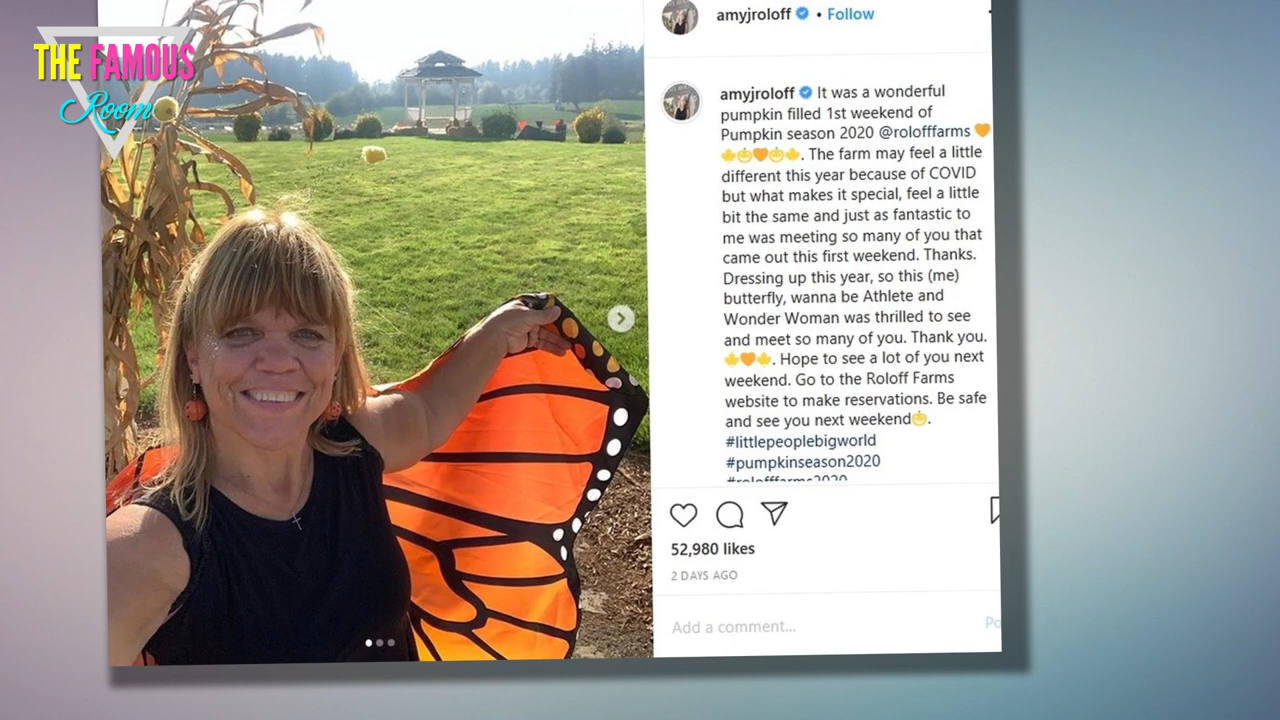 THE FAMOUS
Room
amyjroloff • Follow
amyjroloff It was a wonderful
pumpkin filled 1st weekend of
Pumpkin season 2020 @rolofffarms 🧡
🍁🎃🧡🎃🍁. The farm may feel a little
different this year because of COVID
but what makes it special, feel a little
bit the same and just as fantastic to
me was meeting so many of you that
came out this first weekend. Thanks.
Dressing up this year, so this (me)
butterfly, wanna be Athlete and
Wonder Woman was thrilled to see
and meet so many of you. Thank you.
🍁🧡🍁. Hope to see a lot of you next
weekend. Go to the Roloff Farms
website to make reservations. Be safe
and see you next weekend🎃.
#littlepeoplebigworld
#pumpkinseason2020
#rolofffarms2020
52,980 likes
2 DAYS AGO
Add a comment...